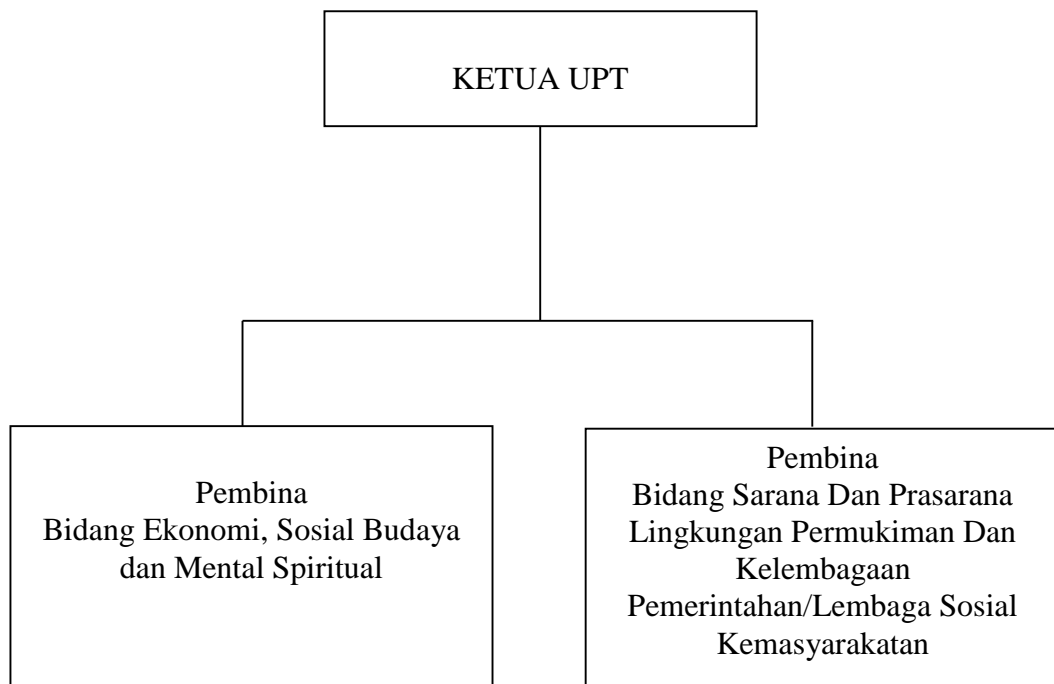 KETUA UPT
Pembina
Bidang Ekonomi, Sosial Budaya
dan Mental Spiritual
Pembina
Bidang Sarana Dan Prasarana
Lingkungan Permukiman Dan
Kelembagaan
Pemerintahan/Lembaga Sosial
Kemasyarakatan